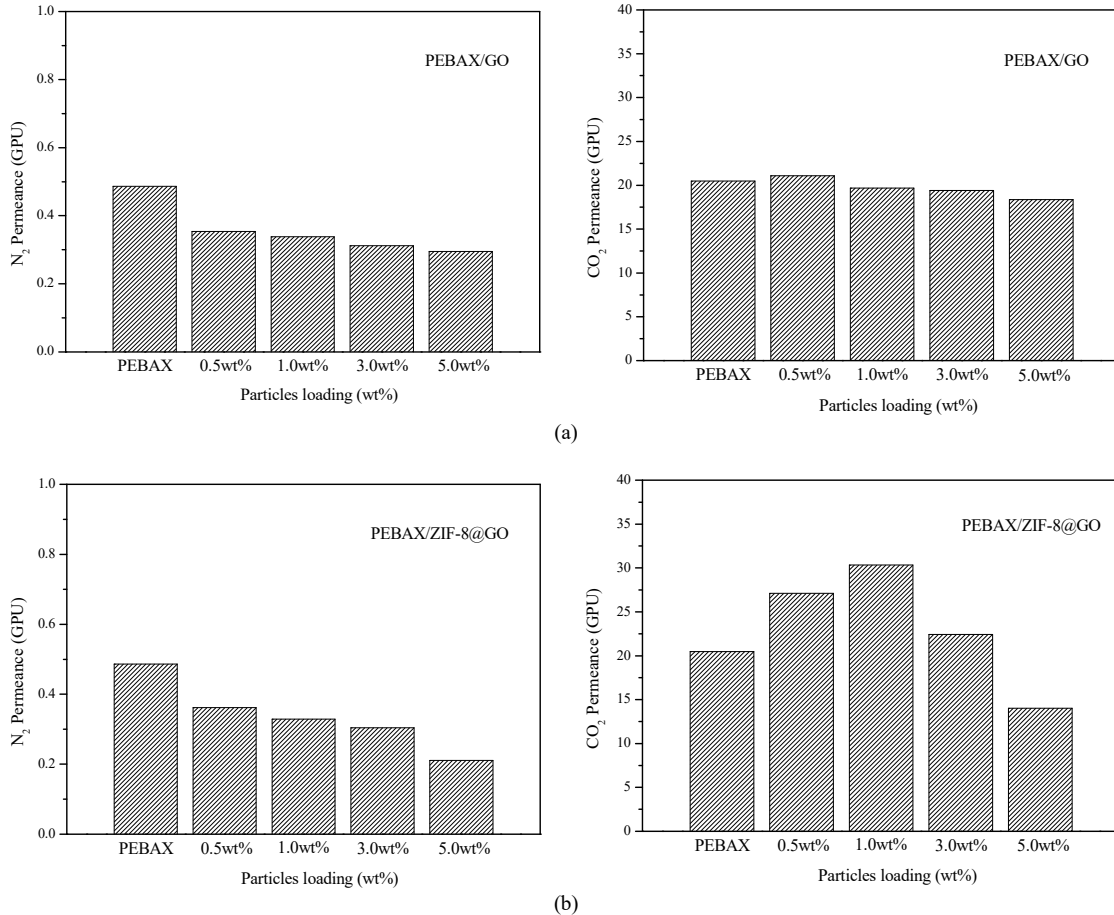 1.0
0.8
0.6
0.4
0.2
0.0
N2 Permeance (GPU)
PEBAX/GO
PEBAX 0.5wt% 1.0wt% 3.0wt% 5.0wt%
Particles loading (wt%)
40
35
30
25
20
15
10
5
0
CO2 Permeance (GPU)
PEBAX/GO
PEBAX 0.5wt% 1.0wt% 3.0wt% 5.0wt%
Particles loading (wt%)
(a)
1.0
0.8
0.6
0.4
0.2
0.0
N2 Permeance (GPU)
PEBAX/ZIF-8@GO
PEBAX 0.5wt% 1.0wt% 3.0wt% 5.0wt%
Particles loading (wt%)
40
35
30
25
20
15
10
5
0
CO2 Permeance (GPU)
PEBAX/ZIF-8@GO
PEBAX 0.5wt% 1.0wt% 3.0wt% 5.0wt%
Particles loading (wt%)
(b)